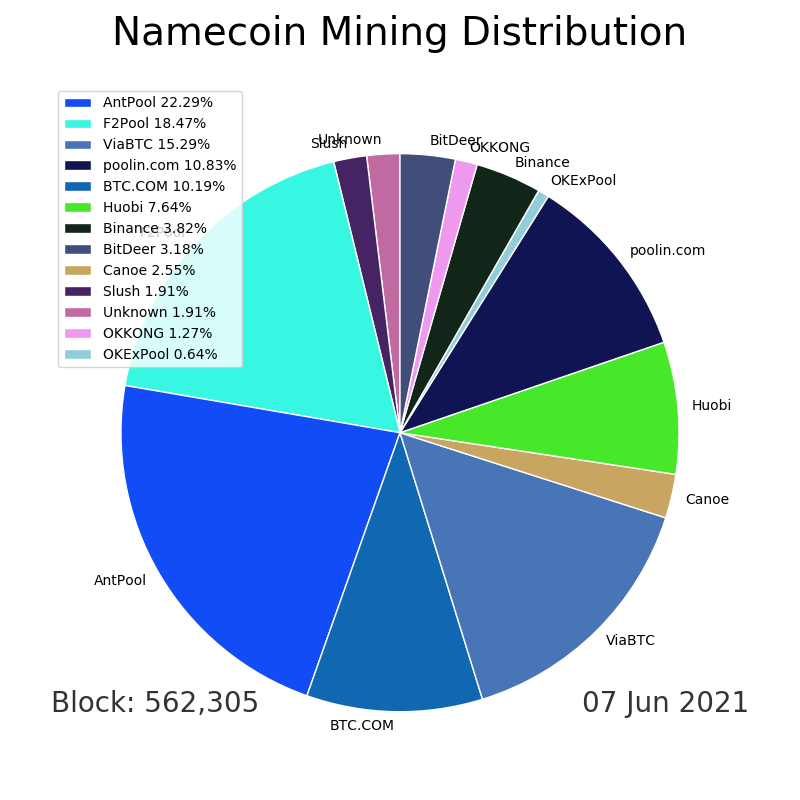 Namecoin Mining Distribution
AntPool 22.29%
F2Pool 18.47%
ViaBTC 15.29%
poolin.com 10.83%
BTC.COM 10.19%
Huobi 7.64%
Binance 3.82%
BitDeer 3.18%
Canoe 2.55%
Slush 1.91%
Unknown 1.91%
OKKONG 1.27%
OKExPool 0.64%
F2Pool
Slush
Unknown
BitDeer
OKKONG
Binance
OKExPool
poolin.com
Huobi
Canoe
ViaBTC
BTC.COM
AntPool
Block: 562,305
07 Jun 2021